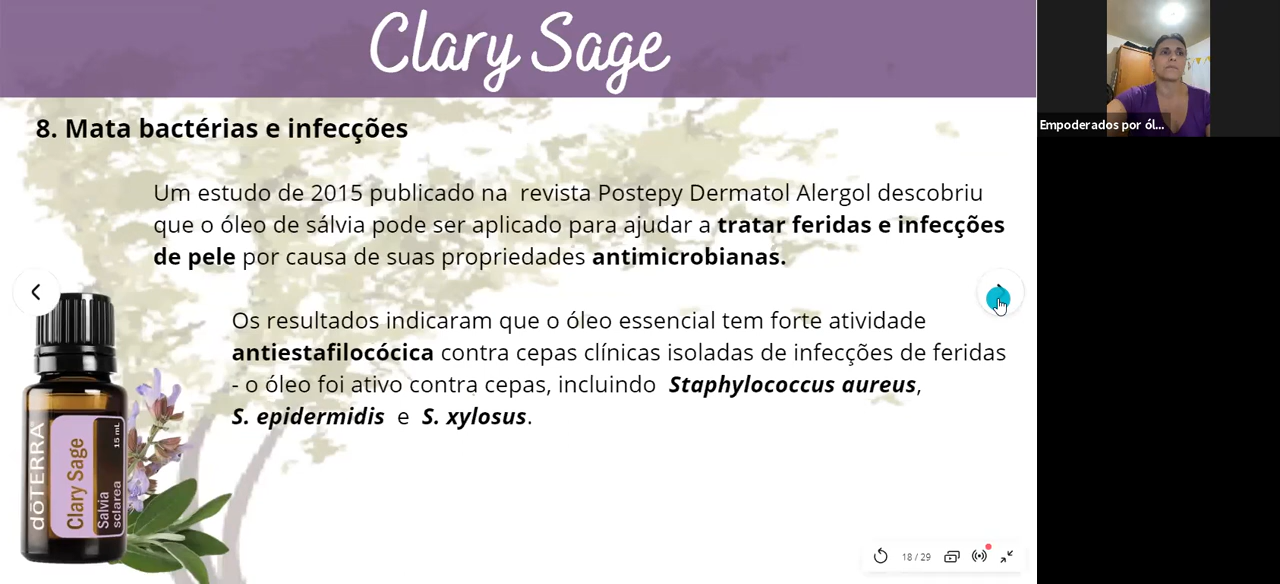 Clary Sage
8. Mata bactérias e infecções
Um estudo de 2015 publicado na revista Postepy Dermatol Alergol descobriu
que o óleo de sálvia pode ser aplicado para ajudar a tratar feridas e infecções
de pele por causa de suas propriedades antimicrobianas.
Os resultados indicaram que o óleo essencial tem forte atividade
antiestafilocócica contra cepas clínicas isoladas de infecções de feridas
- o óleo foi ativo contra cepas, incluindo Staphylococcus aureus,
S. epidermidis e S. xylosus.
dōTERRA
Clary Sage
Salvia
sclarea
15 mL
18 / 29
Empoderados por ól...